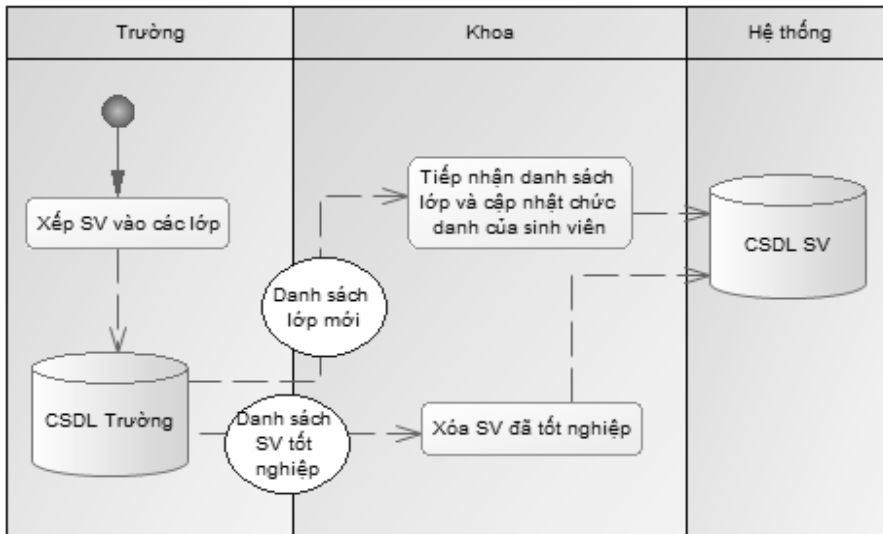 Trường
Khoa
Hệ thống
Tiếp nhận danh sách
lớp và cập nhật chức
danh của sinh viên
Xếp SV vào các lớp
CSDL SV
Danh sách
lớp mới
CSDL Trường
Danh sách
SV tốt
nghiệp
Xóa SV đã tốt nghiệp